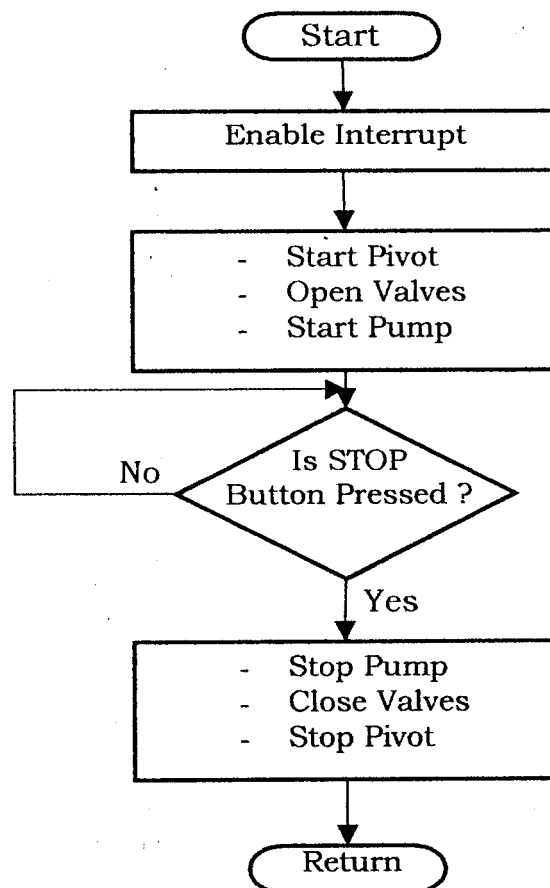 Start
Enable Interrupt
- Start Pivot
- Open Valves
- Start Pump
Is STOP
Button Pressed ?
No
Yes
- Stop Pump
- Close Valves
- Stop Pivot
Return